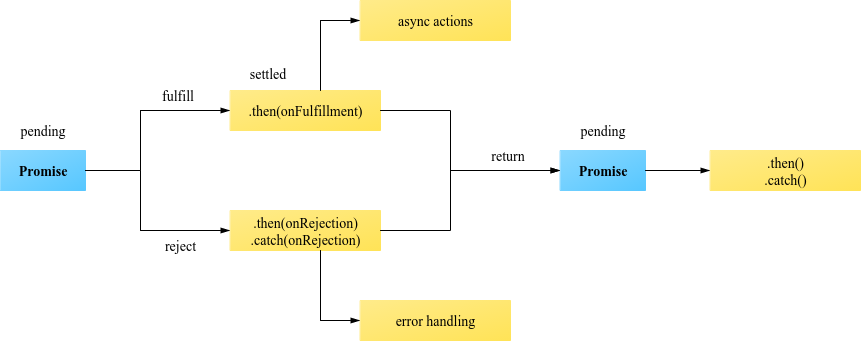 async actions
settled
fulfill
.then(onFulfillment)
pending
Promise
return
pending
Promise
.then()
.catch()
.then(onRejection)
.catch(onRejection)
reject
error handling